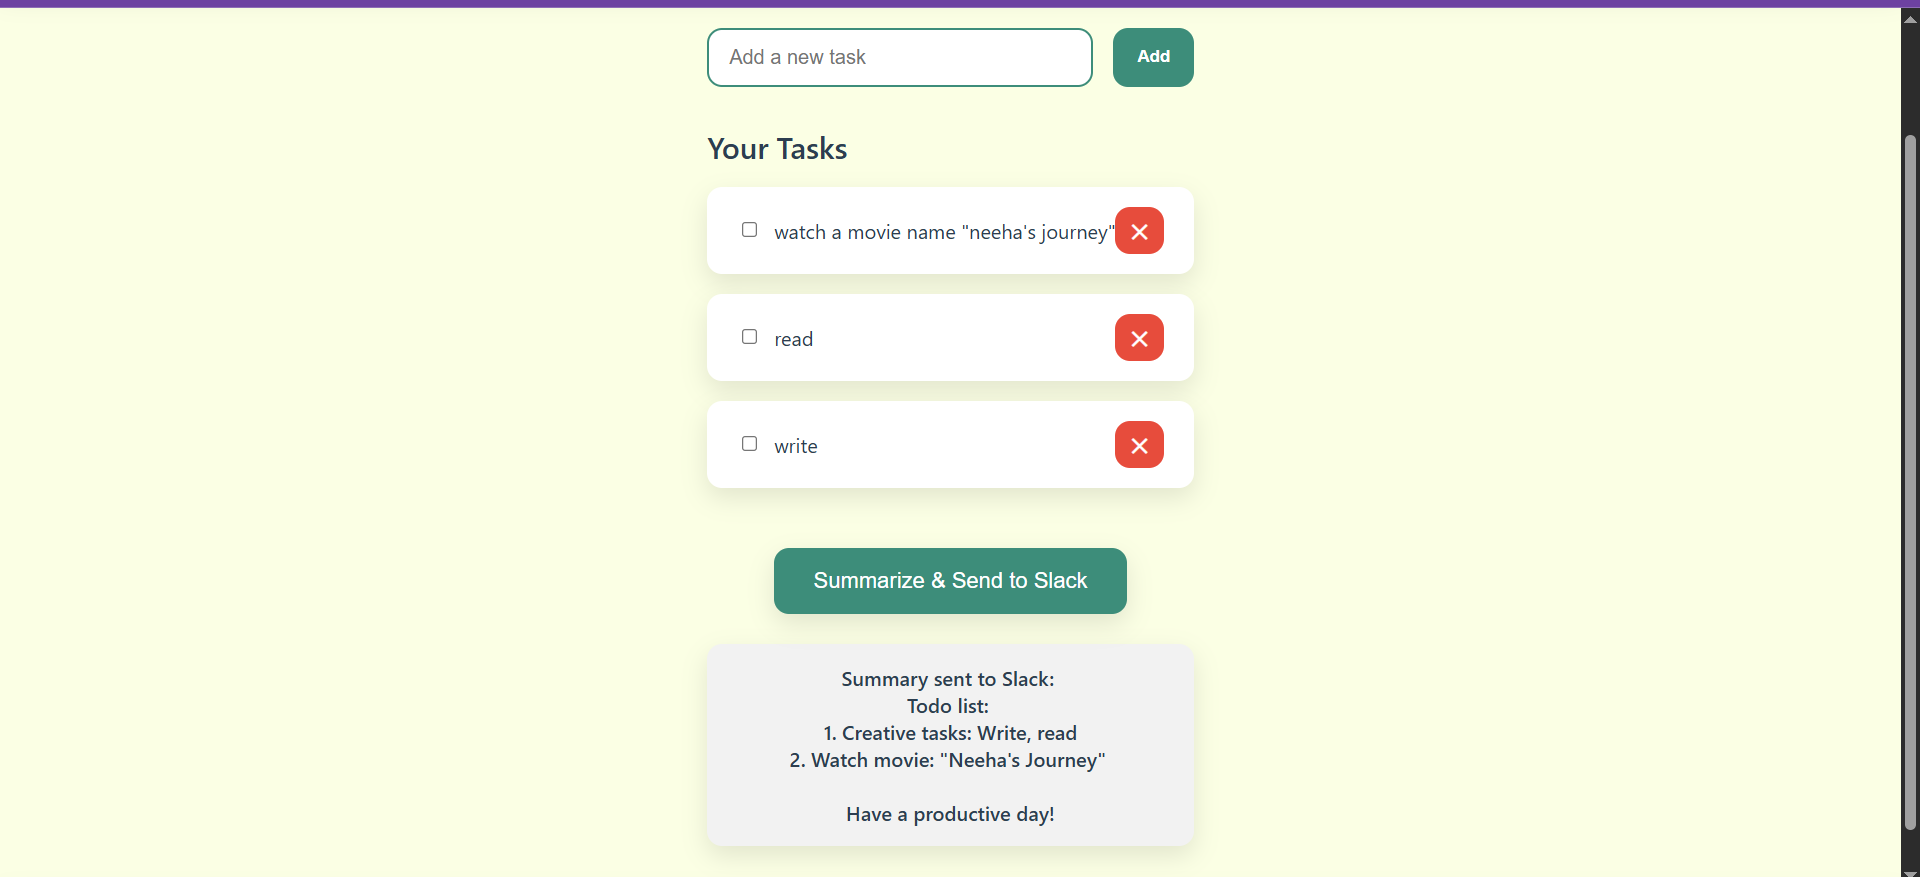 Add a new task
Add
Your Tasks
watch a movie name "neeha's journey"
read
write
Summarize & Send to Slack
Summary sent to Slack:
Todo list:
1. Creative tasks: Write, read
2. Watch movie: "Neeha's Journey"
Have a productive day!